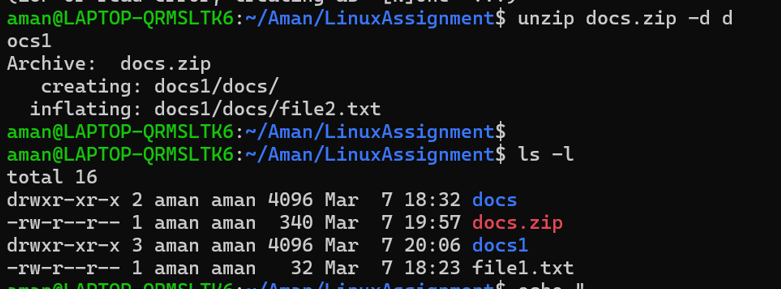 aman@LAPTOP-QRMSLTK6:~/Aman/LinuxAssignment$ unzip docs.zip -d d
ocs1
Archive:  docs.zip
   creating: docs1/docs/
  inflating: docs1/docs/file2.txt
aman@LAPTOP-QRMSLTK6:~/Aman/LinuxAssignment$
aman@LAPTOP-QRMSLTK6:~/Aman/LinuxAssignment$ ls -l
total 16
drwxr-xr-x 2 aman aman 4096 Mar  7 18:32 docs
-rw-r--r-- 1 aman aman  340 Mar  7 19:57 docs.zip
drwxr-xr-x 3 aman aman 4096 Mar  7 20:06 docs1
-rw-r--r-- 1 aman aman   32 Mar  7 18:23 file1.txt
aman@LAPTOP-QRMSLTK6:~/Aman/LinuxAssignment$ echo "